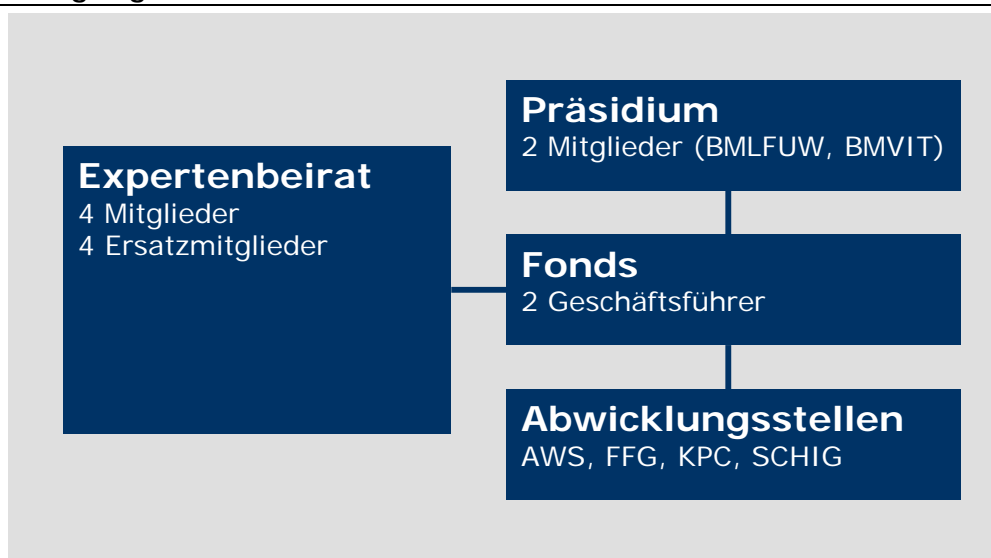 Expertenbeirat
4 Mitglieder
4 Ersatzmitglieder
Präsidium
2 Mitglieder (BMLFUW, BMVIT)
Fonds
2 Geschäftsführer
Abwicklungsstellen
AWS, FFG, KPC, SCHIG